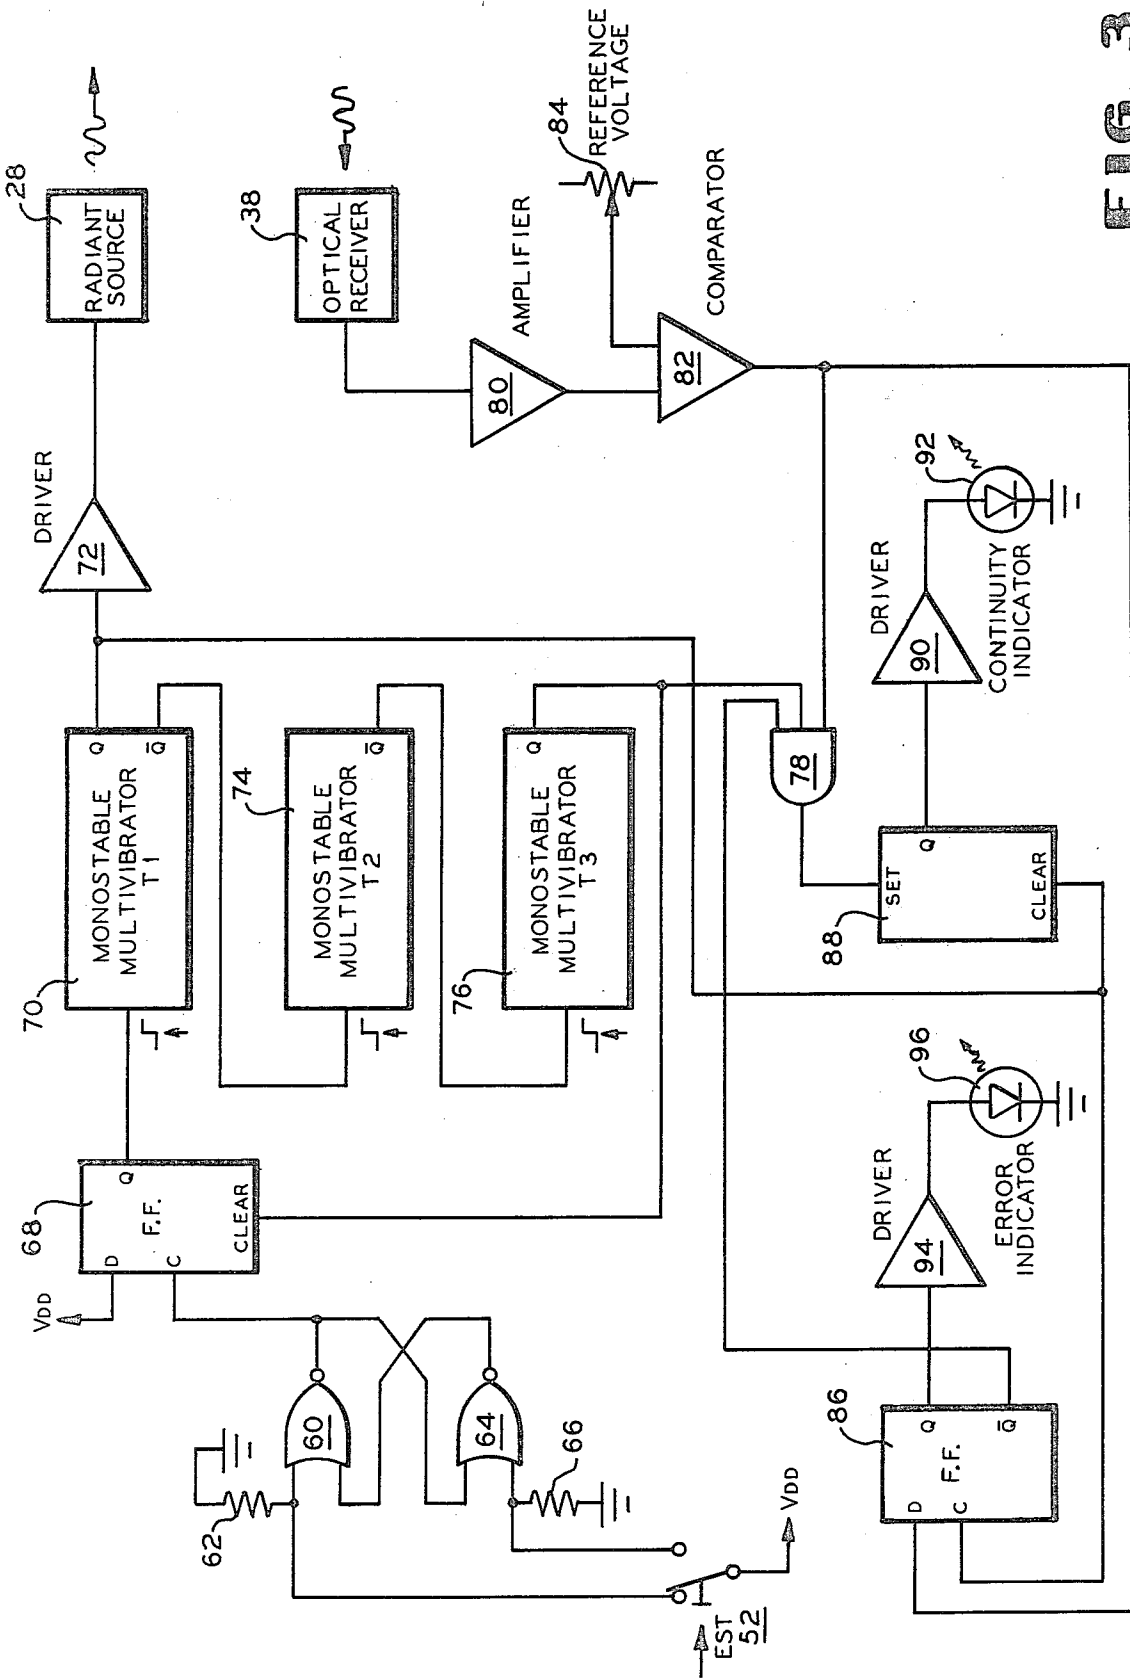 VDD
68
D
C
F.F.
Q
CLEAR
70
MONOSTABLE
MULTIVIBRATOR
T1
Q
Q̅
DRIVER
72
28
RADIANT
SOURCE
74
MONOSTABLE
MULTIVIBRATOR
T2
Q̅
76
MONOSTABLE
MULTIVIBRATOR
T3
Q
38
OPTICAL
RECEIVER
80
AMPLIFIER
84
REFERENCE
VOLTAGE
82
COMPARATOR
62
60
64
66
EST
52
VDD
78
86
D
C
F.F.
Q
Q̅
DRIVER
94
96
ERROR
INDICATOR
88
SET
Q
CLEAR
DRIVER
90
92
CONTINUITY
INDICATOR
FIG. 3